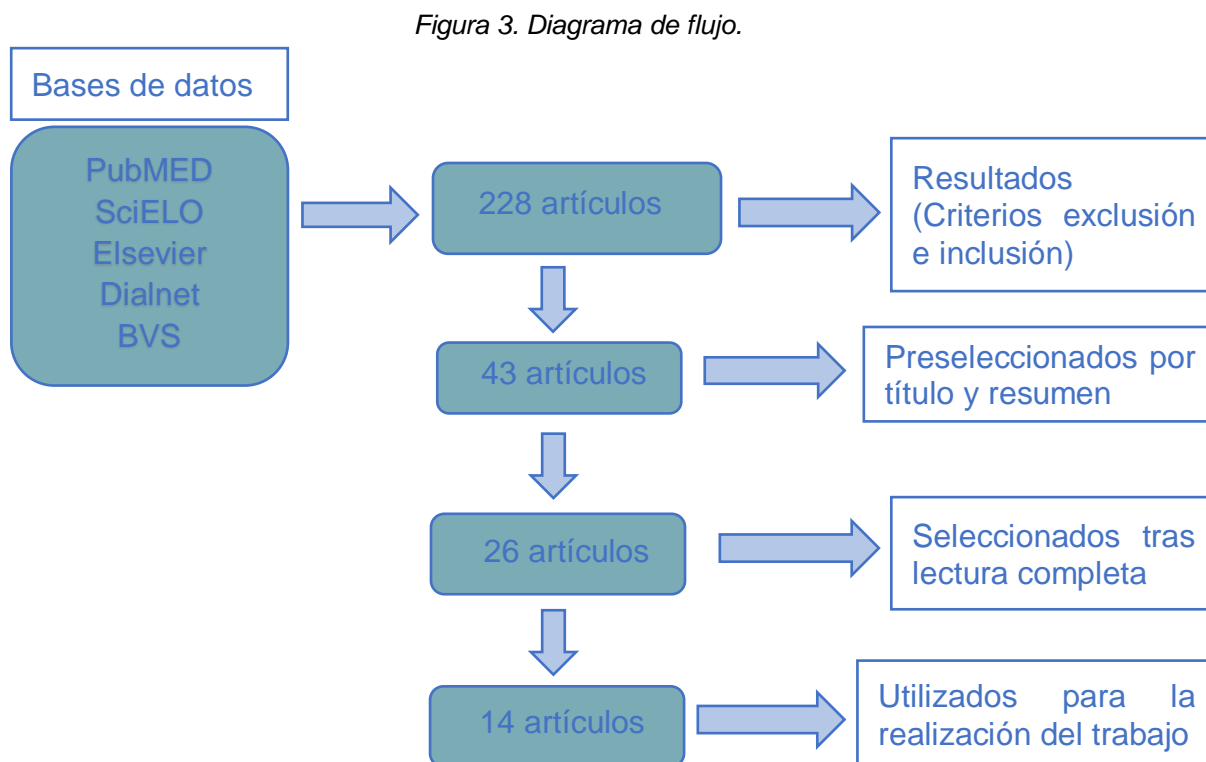 Figura 3. Diagrama de flujo.
Bases de datos
PubMED
SciELO
Elsevier
Dialnet
BVS
228 artículos
Resultados
(Criterios exclusión
e inclusión)
43 artículos
Preseleccionados por
título y resumen
26 artículos
Seleccionados tras
lectura completa
14 artículos
Utilizados para la
realización del trabajo